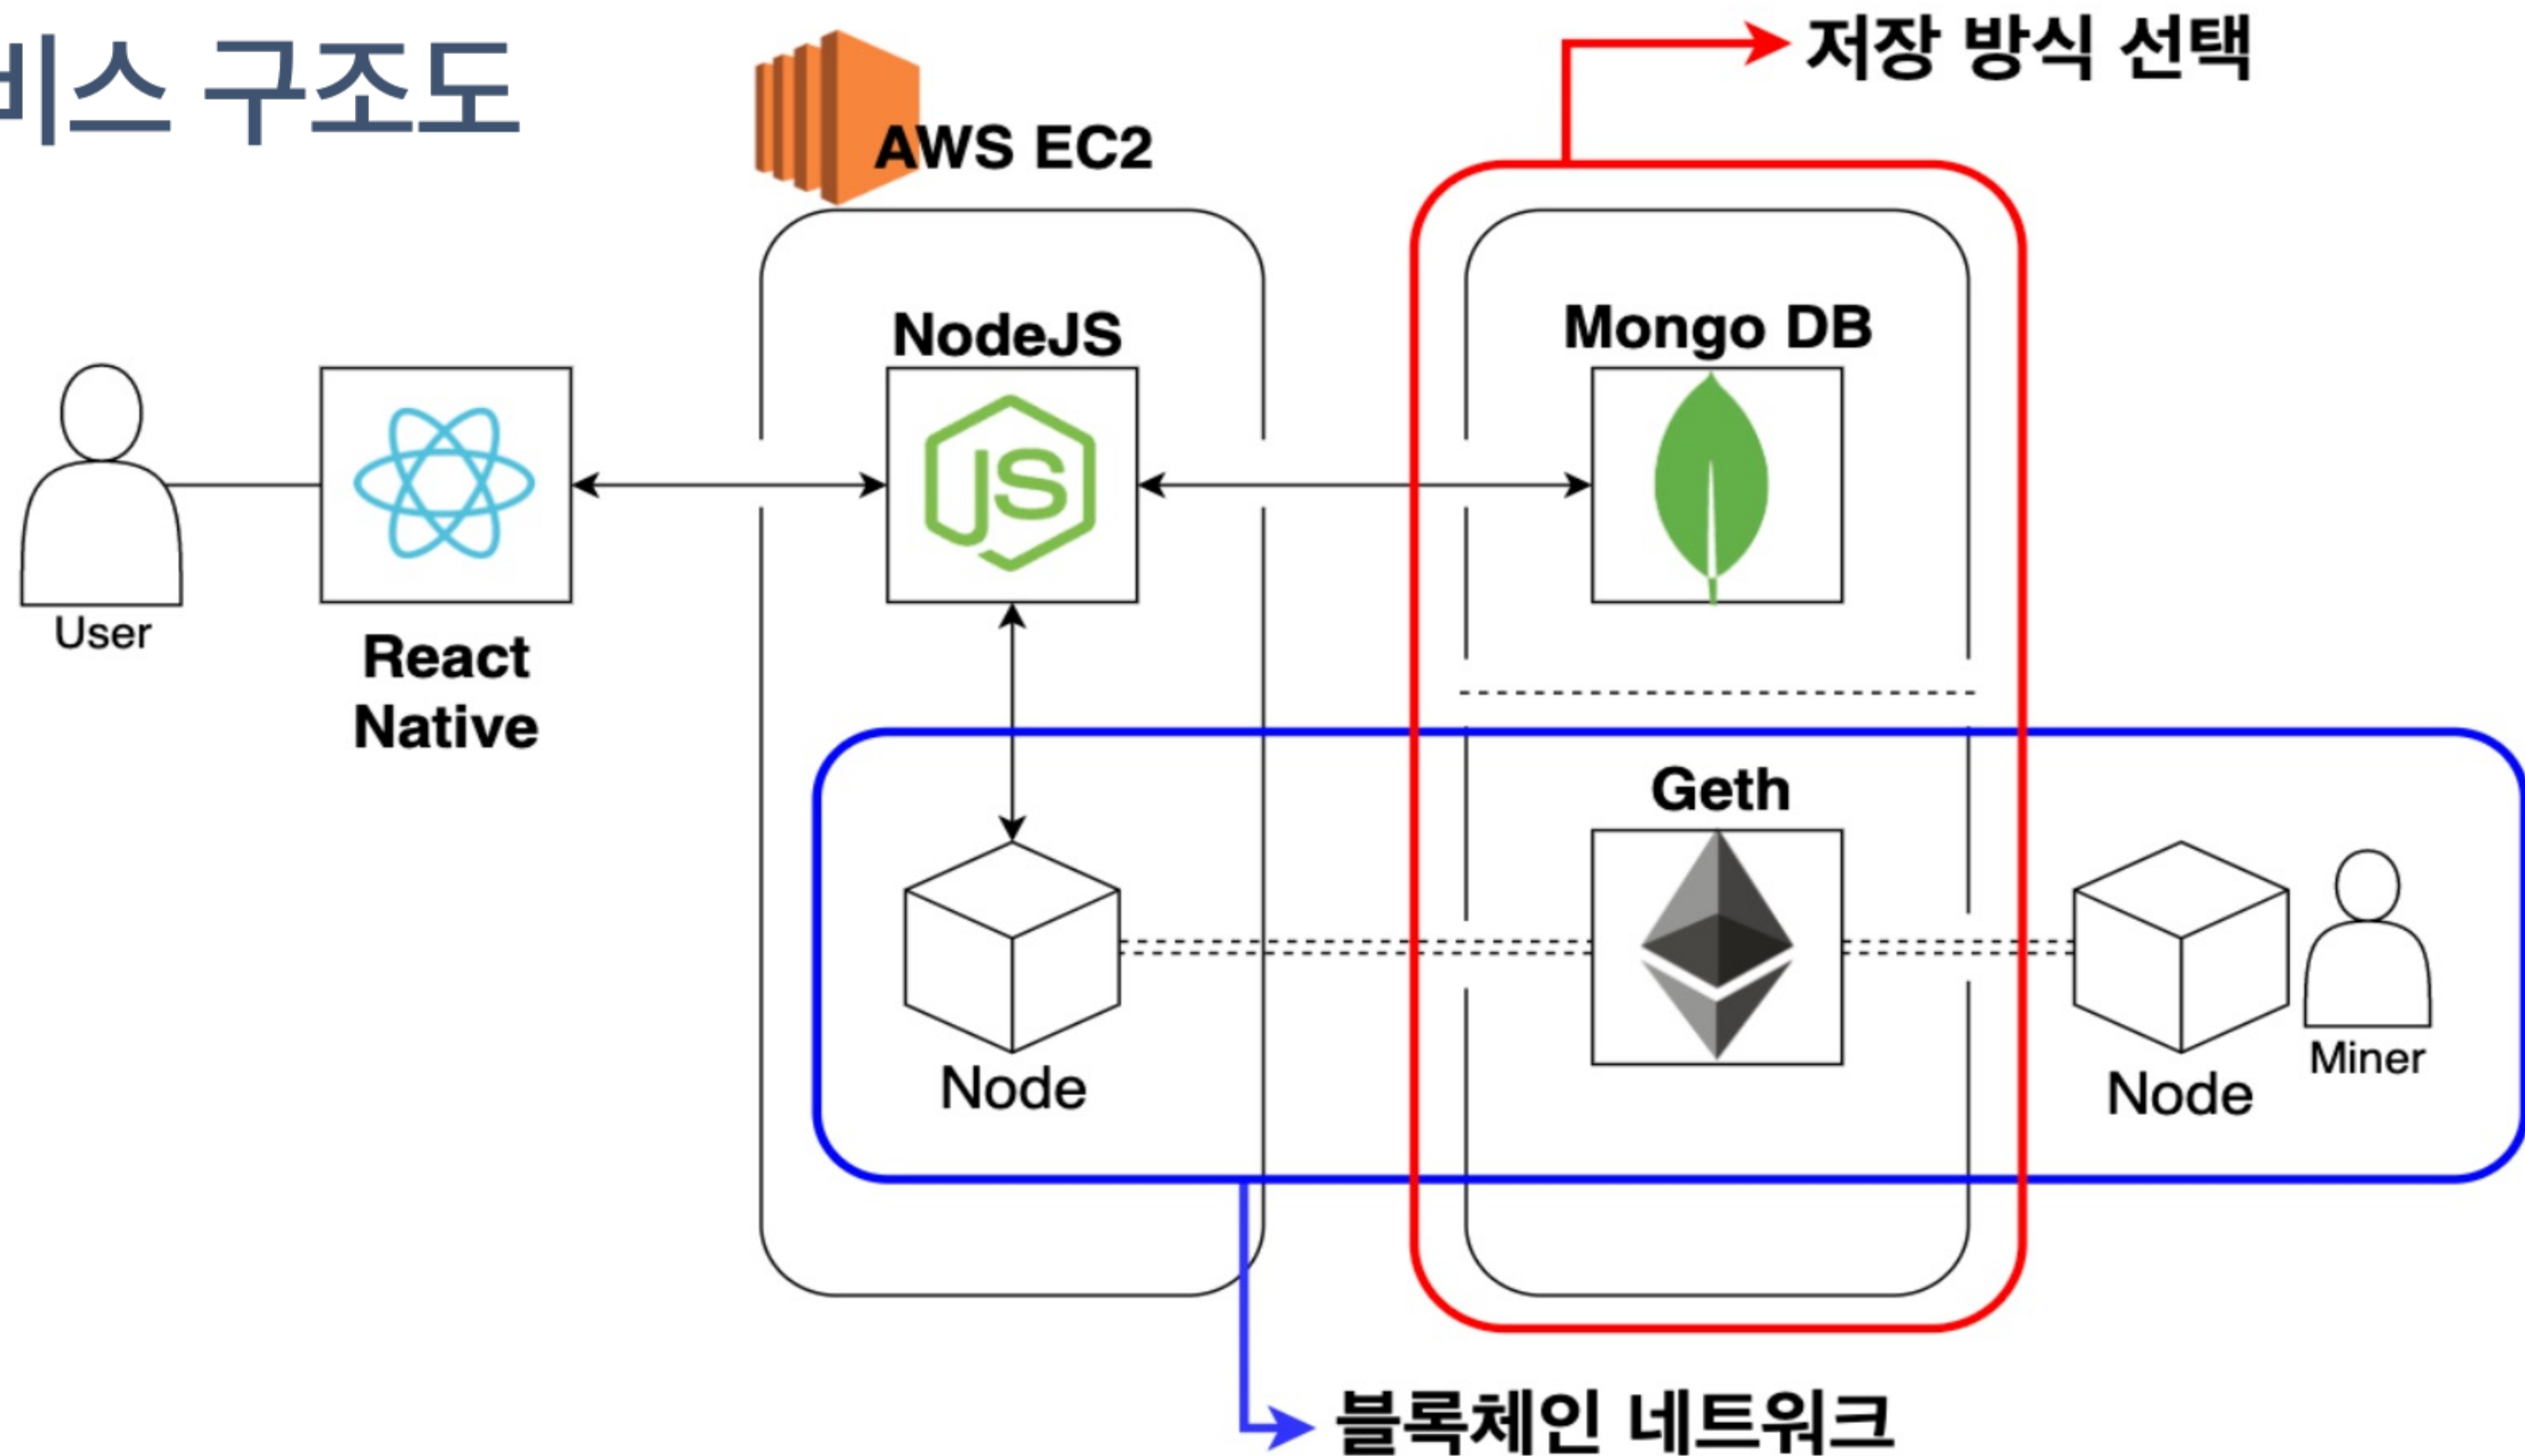 비스 구조도
저장 방식 선택
AWS EC2
NodeJS
JS
Mongo DB
User
React
Native
Geth
Node
Node
Miner
블록체인 네트워크